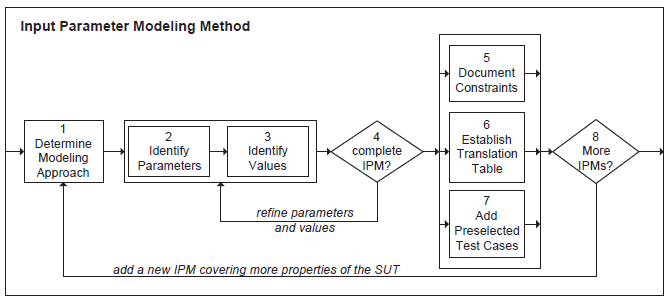 Input Parameter Modeling Method
1
Determine
Modeling
Approach
2
Identify
Parameters
3
Identify
Values
4
complete
IPM?
refine parameters
and values
5
Document
Constraints
6
Establish
Translation
Table
7
Add
Preselected
Test Cases
8
More
IPMs?
add a new IPM covering more properties of the SUT